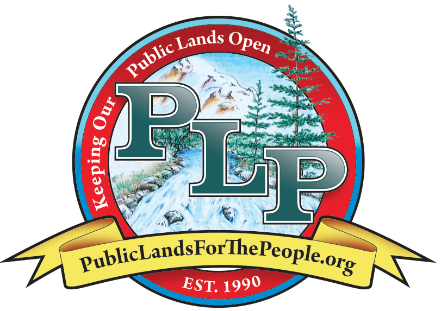 Keeping Our Public Lands Open
PLP
PublicLandsForThePeople.org
EST. 1990